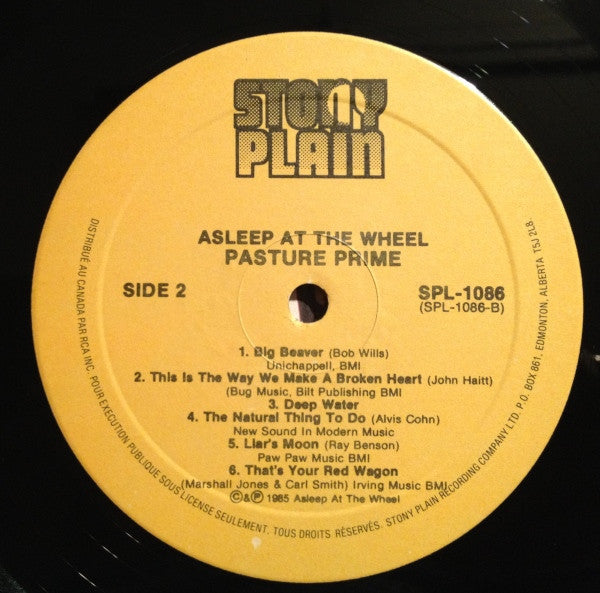 STONY
PLAIN
ASLEEP AT THE WHEEL
PASTURE PRIME
SIDE 2
SPL-1086
(SPL-1086-B)
1. Big Beaver (Bob Wills)
Unichappell, BMI
2. This Is The Way We Make A Broken Heart (John Haitt)
(Bug Music, Bilt Publishing BMI
3. Deep Water
4. The Natural Thing To Do (Alvis Cohn)
New Sound In Modern Music
5. Liar's Moon (Ray Benson)
Paw Paw Music BMI
6. That's Your Red Wagon
(Marshall Jones & Carl Smith) Irving Music BMI
©&℗ 1985 Asleep At The Wheel
DISTRIBUÉ AU CANADA PAR RCA INC. POUR EXECUTION PUBLIQUE SOUS LICENSE SEULEMENT. TOUS DROITS RÉSERVÉS. STONY PLAIN RECORDING COMPANY LTD. P.O. BOX 861, EDMONTON, ALBERTA T5J 2L8.